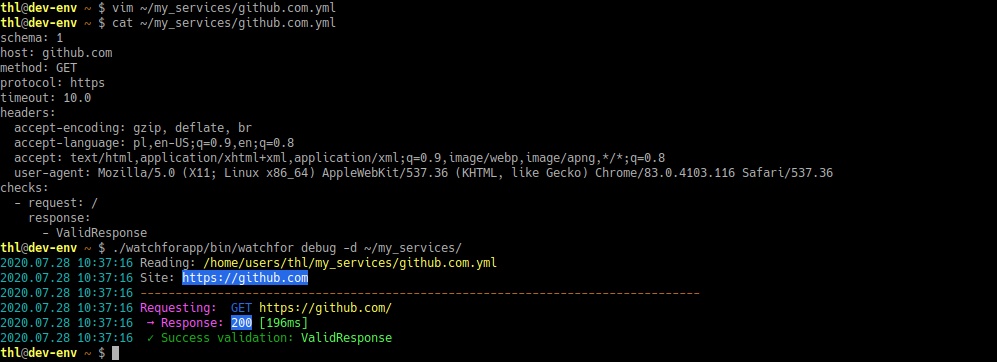 thl@dev-env ~ $ vim ~/my_services/github.com.yml
thl@dev-env ~ $ cat ~/my_services/github.com.yml
schema: 1
host: github.com
method: GET
protocol: https
timeout: 10.0
headers:
  accept-encoding: gzip, deflate, br
  accept-language: pl,en-US;q=0.9,en;q=0.8
  accept: text/html,application/xhtml+xml,application/xml;q=0.9,image/webp,image/apng,*/*;q=0.8
  user-agent: Mozilla/5.0 (X11; Linux x86_64) AppleWebKit/537.36 (KHTML, like Gecko) Chrome/83.0.4103.116 Safari/537.36
checks:
  - request: /
    response:
      - ValidResponse
thl@dev-env ~ $ ./watchforapp/bin/watchfor debug -d ~/my_services/
2020.07.28 10:37:16 Reading: /home/users/thl/my_services/github.com.yml
2020.07.28 10:37:16 Site: https://github.com
2020.07.28 10:37:16 --------------------------------------------------------------------------------
2020.07.28 10:37:16 Requesting:  GET https://github.com/
2020.07.28 10:37:16  → Response: 200 [196ms]
2020.07.28 10:37:16  ✓ Success validation: ValidResponse
thl@dev-env ~ $